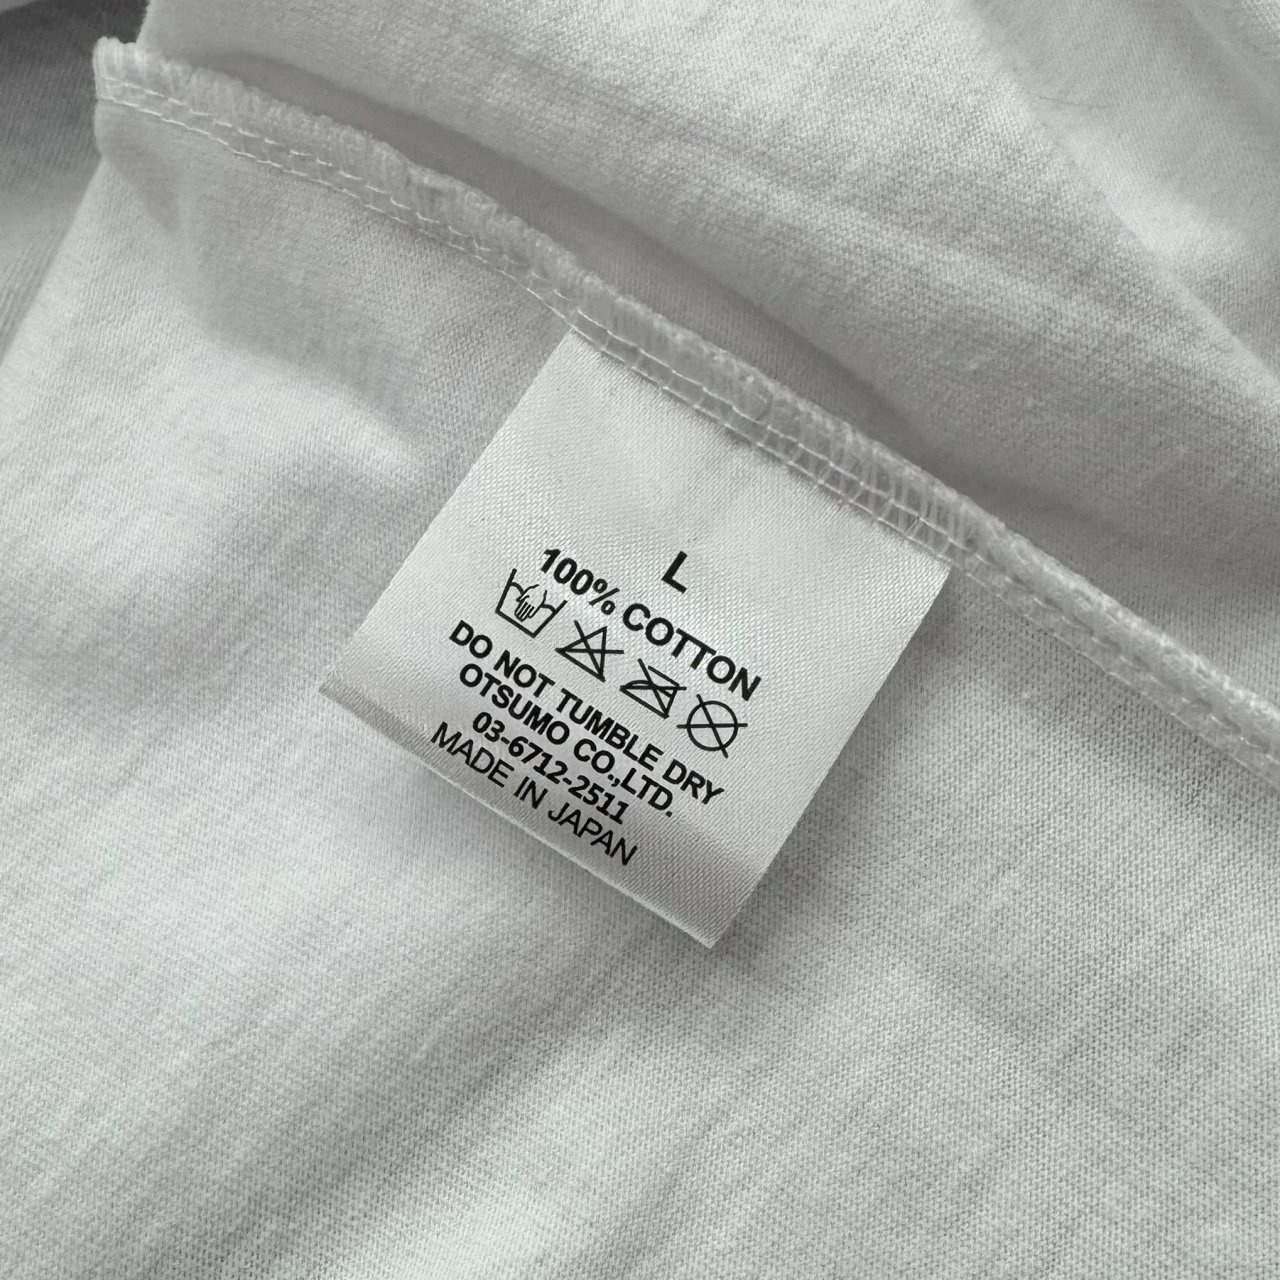 L
100% COTTON
DO NOT TUMBLE DRY
OTSUMO CO.,LTD.
03-6712-2511
MADE IN JAPAN